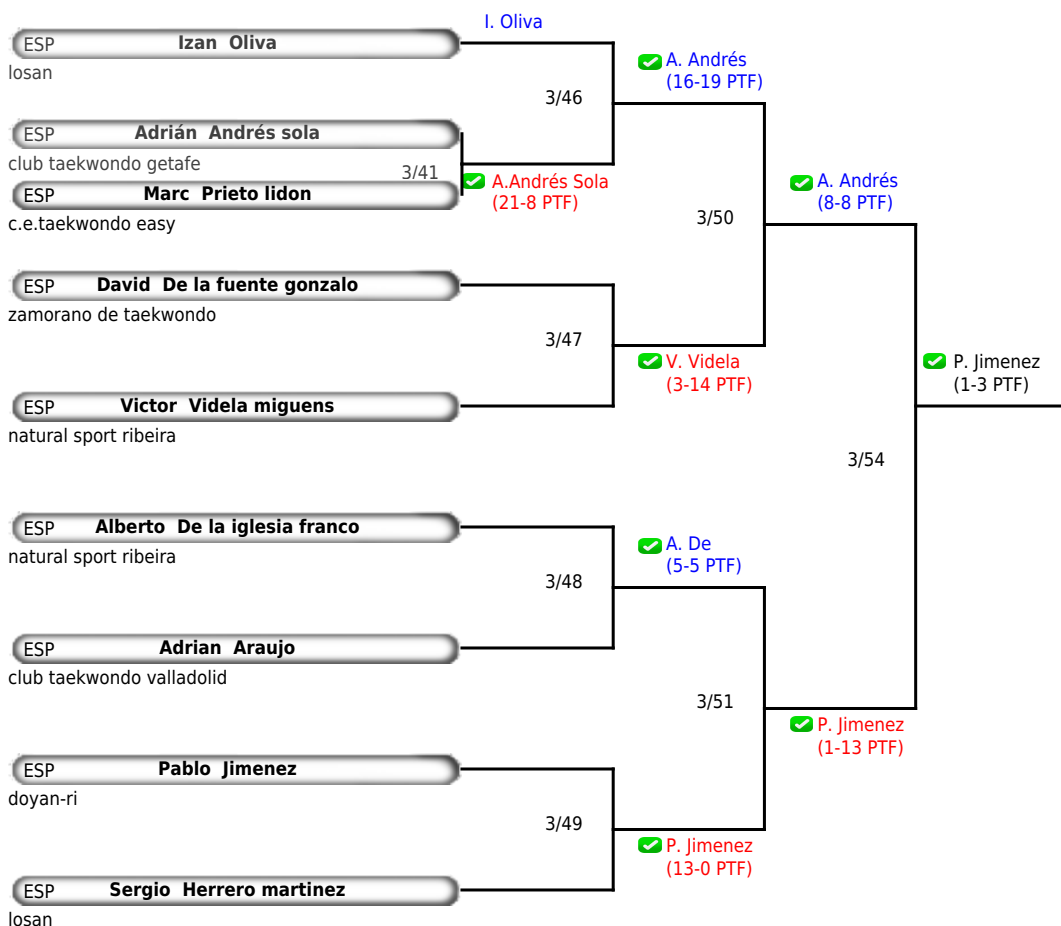 I. Oliva
ESP Izan Oliva
losan
A. Andrés
(16-19 PTF)
3/46
ESP Adrián Andrés sola
club taekwondo getafe
3/41
A.Andrés Sola
(21-8 PTF)
ESP Marc Prieto lidon
c.e.taekwondo easy
A. Andrés
(8-8 PTF)
3/50
ESP David De la fuente gonzalo
zamorano de taekwondo
3/47
V. Videla
(3-14 PTF)
P. Jimenez
(1-3 PTF)
ESP Victor Videla miguens
natural sport ribeira
3/54
ESP Alberto De la iglesia franco
natural sport ribeira
A. De
(5-5 PTF)
3/48
ESP Adrian Araujo
club taekwondo valladolid
3/51
P. Jimenez
(1-13 PTF)
ESP Pablo Jimenez
doyan-ri
3/49
P. Jimenez
(13-0 PTF)
ESP Sergio Herrero martinez
losan